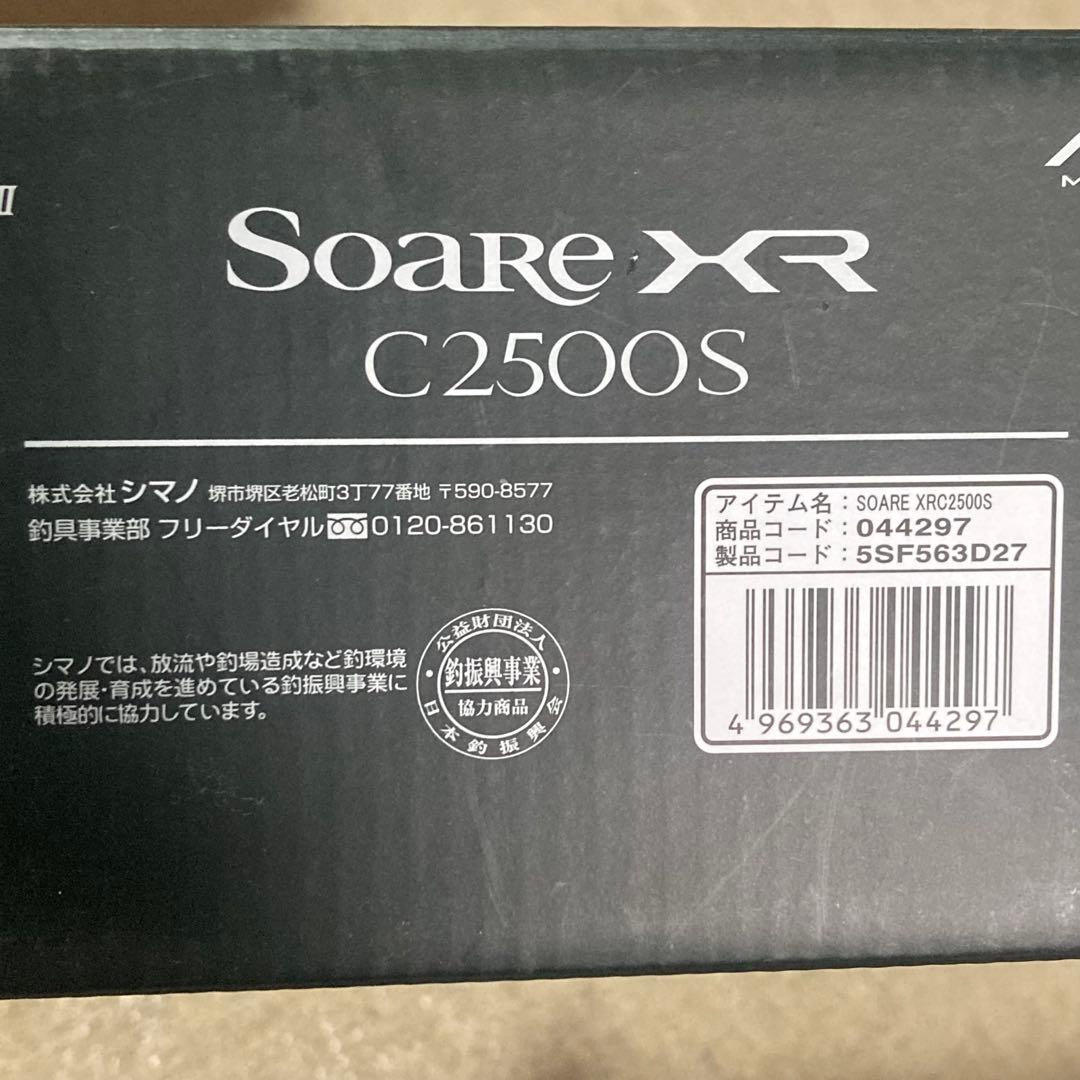 II
SOARE XR
C2500S
株式会社シマノ 堺市堺区老松町3丁77番地 〒590-8577
釣具事業部 フリーダイヤル 0120-861130
アイテム名：SOARE XRC2500S
商品コード：044297
製品コード：5SF563D27
4 969363 044297
シマノでは、放流や釣場造成など釣環境
の発展・育成を進めている釣振興事業に
積極的に協力しています。
公益財団法人
釣振興事業
協力商品
日本釣振興会